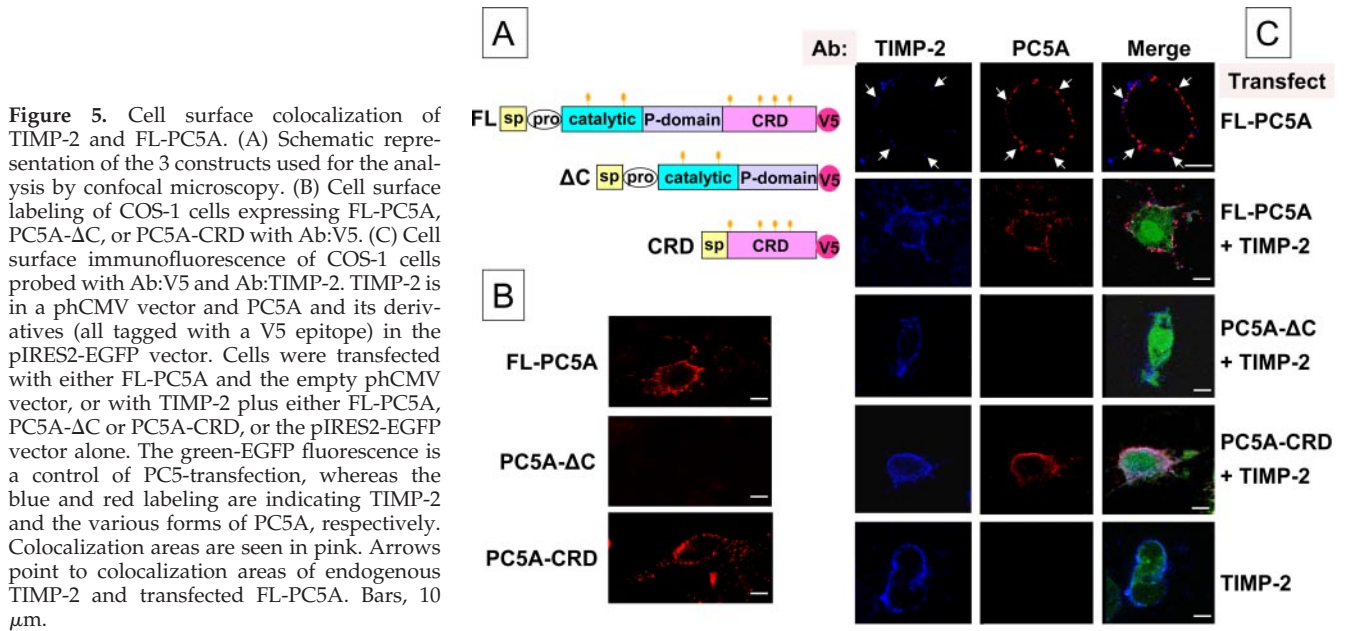 Figure 5. Cell surface colocalization of
TIMP-2 and FL-PC5A. (A) Schematic repre-
sentation of the 3 constructs used for the anal-
ysis by confocal microscopy. (B) Cell surface
labeling of COS-1 cells expressing FL-PC5A,
PC5A-ΔC, or PC5A-CRD with Ab:V5. (C) Cell
surface immunofluorescence of COS-1 cells
probed with Ab:V5 and Ab:TIMP-2. TIMP-2 is
in a phCMV vector and PC5A and its deriv-
atives (all tagged with a V5 epitope) in the
pIRES2-EGFP vector. Cells were transfected
with either FL-PC5A and the empty phCMV
vector, or with TIMP-2 plus either FL-PC5A,
PC5A-ΔC or PC5A-CRD, or the pIRES2-EGFP
vector alone. The green-EGFP fluorescence is
a control of PC5-transfection, whereas the
blue and red labeling are indicating TIMP-2
and the various forms of PC5A, respectively.
Colocalization areas are seen in pink. Arrows
point to colocalization areas of endogenous
TIMP-2 and transfected FL-PC5A. Bars, 10
μm.
A
FL sp pro catalytic P-domain CRD V5
ΔC sp pro catalytic P-domain V5
CRD sp CRD V5
B
FL-PC5A
PC5A-ΔC
PC5A-CRD
C
Ab: TIMP-2 PC5A Merge
Transfect
FL-PC5A
FL-PC5A
+ TIMP-2
PC5A-ΔC
+ TIMP-2
PC5A-CRD
+ TIMP-2
TIMP-2